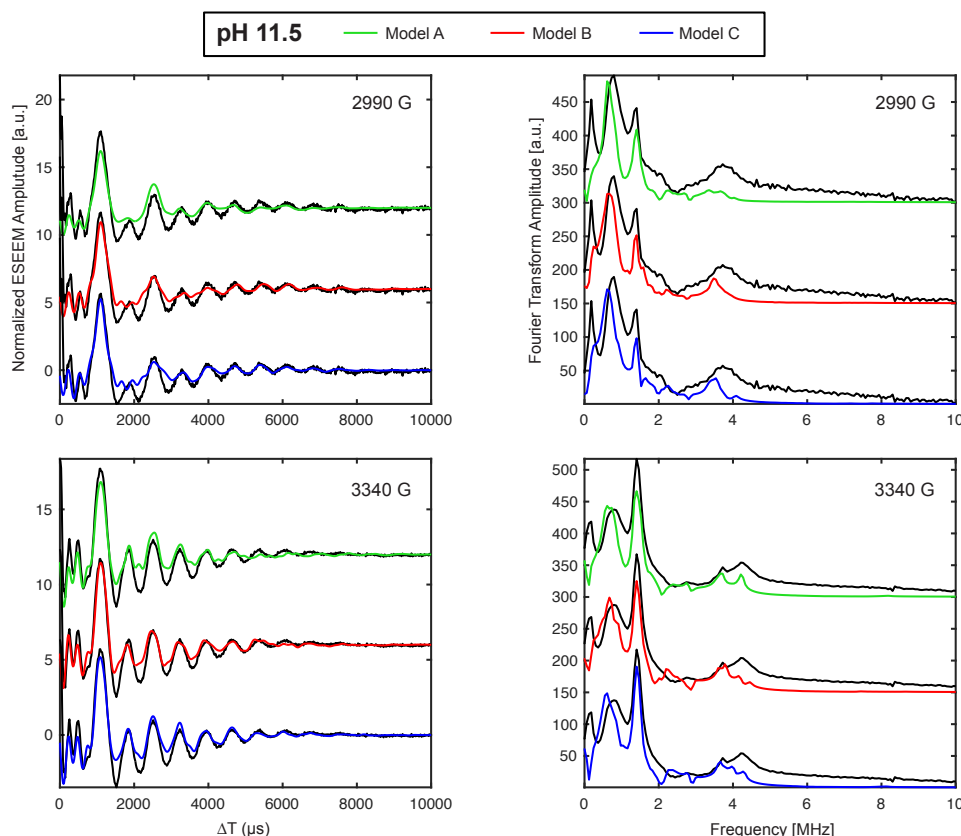 pH 11.5 Model A Model B Model C
Normalized ESEEM Amplutude [a.u.]
2990 G
20
15
10
5
0
0 2000 4000 6000 8000 10000
Fourier Transform Amplitude [a.u.]
2990 G
450
400
350
300
250
200
150
100
50
0 2 4 6 8 10
3340 G
15
10
5
0
0 2000 4000 6000 8000 10000
ΔT (µs)
3340 G
500
450
400
350
300
250
200
150
100
50
0 2 4 6 8 10
Frequency [MHz]